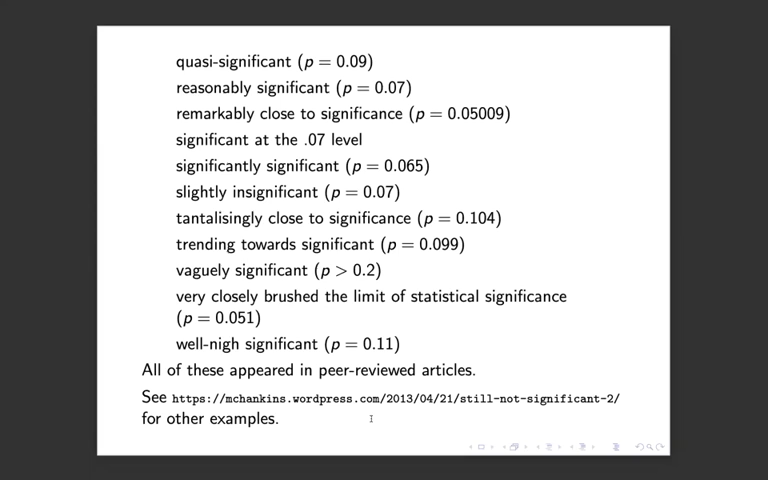 quasi-significant (p = 0.09)
reasonably significant (p = 0.07)
remarkably close to significance (p = 0.05009)
significant at the .07 level
significantly significant (p = 0.065)
slightly insignificant (p = 0.07)
tantalisingly close to significance (p = 0.104)
trending towards significant (p = 0.099)
vaguely significant (p > 0.2)
very closely brushed the limit of statistical significance
(p = 0.051)
well-nigh significant (p = 0.11)
All of these appeared in peer-reviewed articles.
See https://mchankins.wordpress.com/2013/04/21/still-not-significant-2/
for other examples.